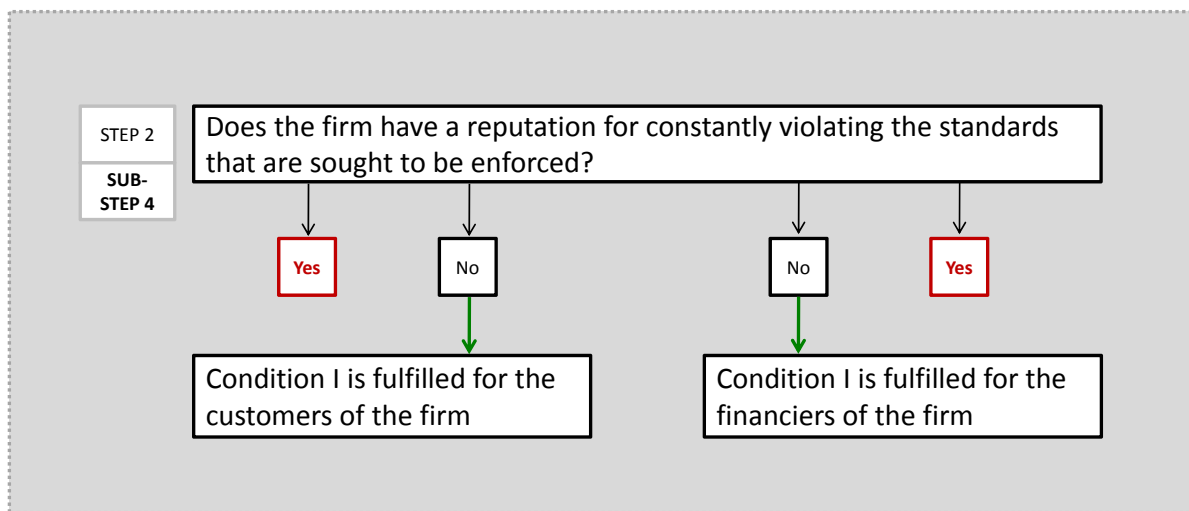 STEP 2
SUB-
STEP 4
Does the firm have a reputation for constantly violating the standards
that are sought to be enforced?
Yes
No
No
Yes
Condition I is fulfilled for the
customers of the firm
Condition I is fulfilled for the
financiers of the firm